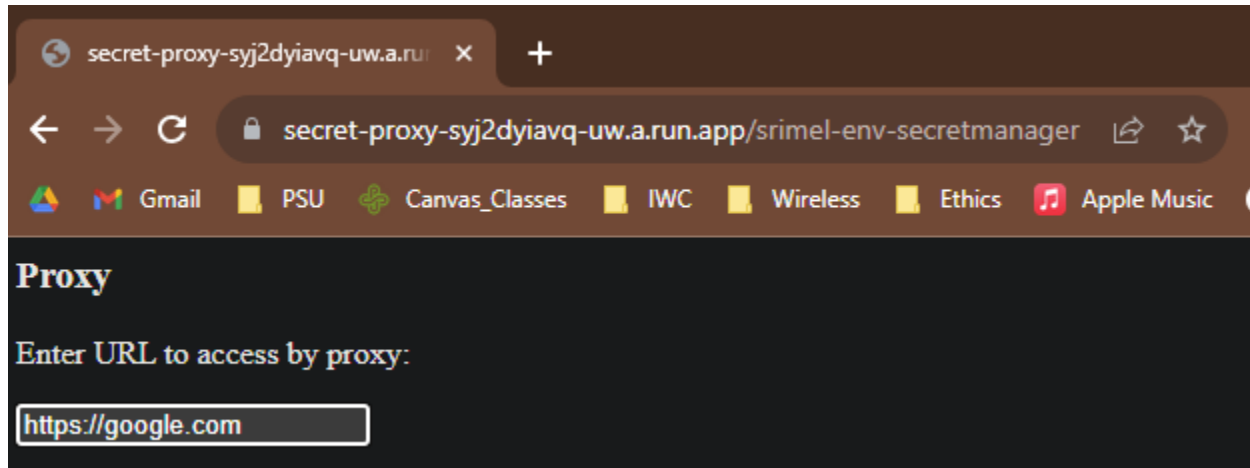 secret-proxy-syj2dyiavq-uw.a.ru
secret-proxy-syj2dyiavq-uw.a.run.app/srimel-env-secretmanager
Gmail PSU Canvas_Classes IWC Wireless Ethics Apple Music
Proxy
Enter URL to access by proxy:
https://google.com